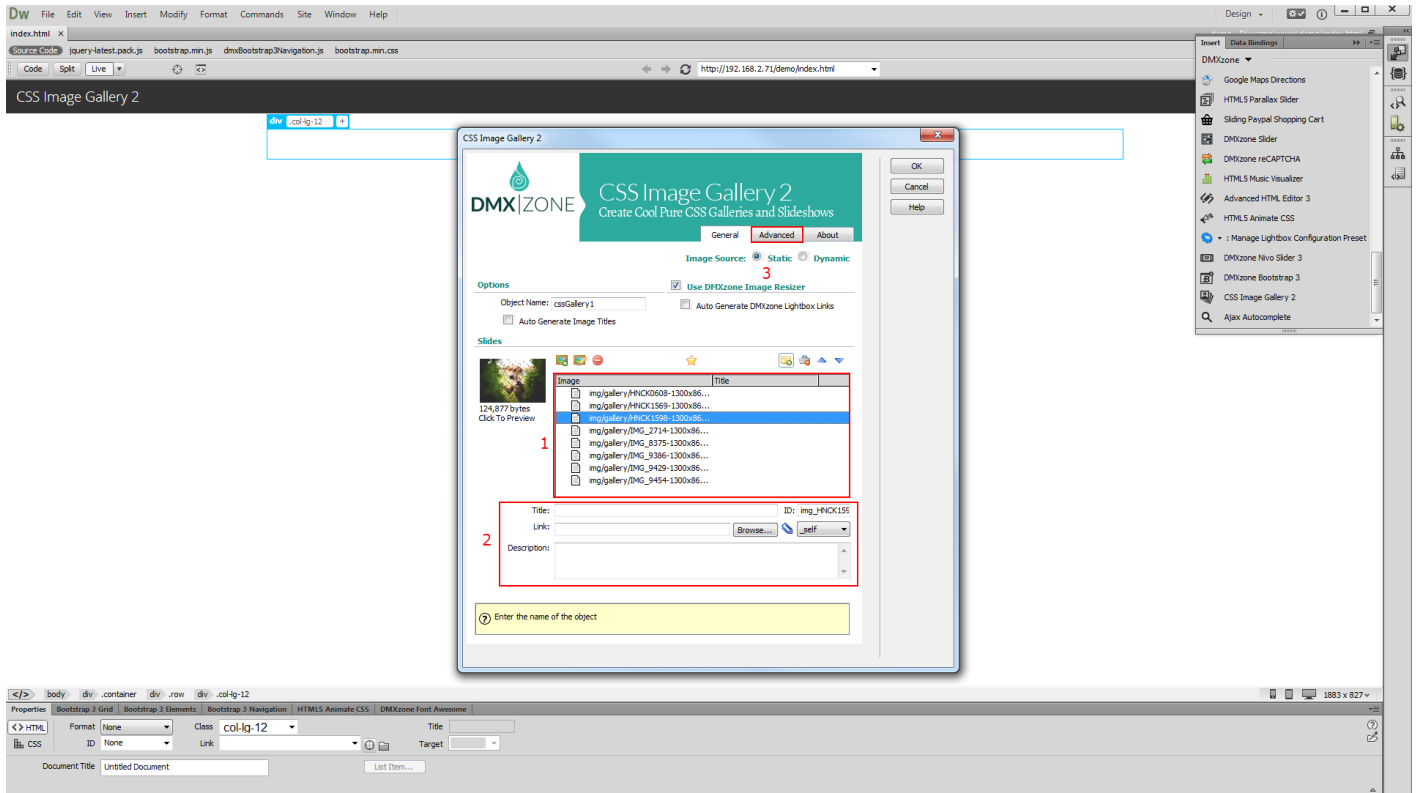 Dw File Edit View Insert Modify Format Commands Site Window Help
Design
index.html ×
Source Code jquery-latest.pack.js bootstrap.min.js dmxBootstrap3Navigation.js bootstrap.min.css
Code Split Live
http://192.168.2.71/demo/index.html
CSS Image Gallery 2
div .col-lg-12 +
Insert Data Bindings
DMXzone
Google Maps Directions
HTML5 Parallax Slider
Sliding Paypal Shopping Cart
DMXzone Slider
DMXzone reCAPTCHA
HTML5 Music Visualizer
Advanced HTML Editor 3
HTML5 Animate CSS
: Manage Lightbox Configuration Preset
DMXzone Nivo Slider 3
DMXzone Bootstrap 3
CSS Image Gallery 2
Ajax Autocomplete
CSS Image Gallery 2
DMX|ZONE
CSS Image Gallery 2
Create Cool Pure CSS Galleries and Slideshows
General Advanced About
OK
Cancel
Help
Image Source: Static Dynamic
3
Options
Use DMXzone Image Resizer
Object Name: cssGallery1
Auto Generate DMXzone Lightbox Links
Auto Generate Image Titles
Slides
Image Title
img/gallery/HNCK0608-1300x86...
img/gallery/HNCK1569-1300x86...
img/gallery/HNCK1598-1300x86...
img/gallery/IMG_2714-1300x86...
img/gallery/IMG_8375-1300x86...
img/gallery/IMG_9386-1300x86...
img/gallery/IMG_9429-1300x86...
img/gallery/IMG_9454-1300x86...
124,877 bytes
Click To Preview
1
Title: ID: img_HNCK159
Link: Browse... _self
2
Description:
Enter the name of the object
</> body div .container div .row div .col-lg-12
1883 x 827
Properties Bootstrap 3 Grid Bootstrap 3 Elements Bootstrap 3 Navigation HTML5 Animate CSS DMXzone Font Awesome
<> HTML Format None Class col-lg-12 Title
CSS ID None Link Target
Document Title Untitled Document List Item...